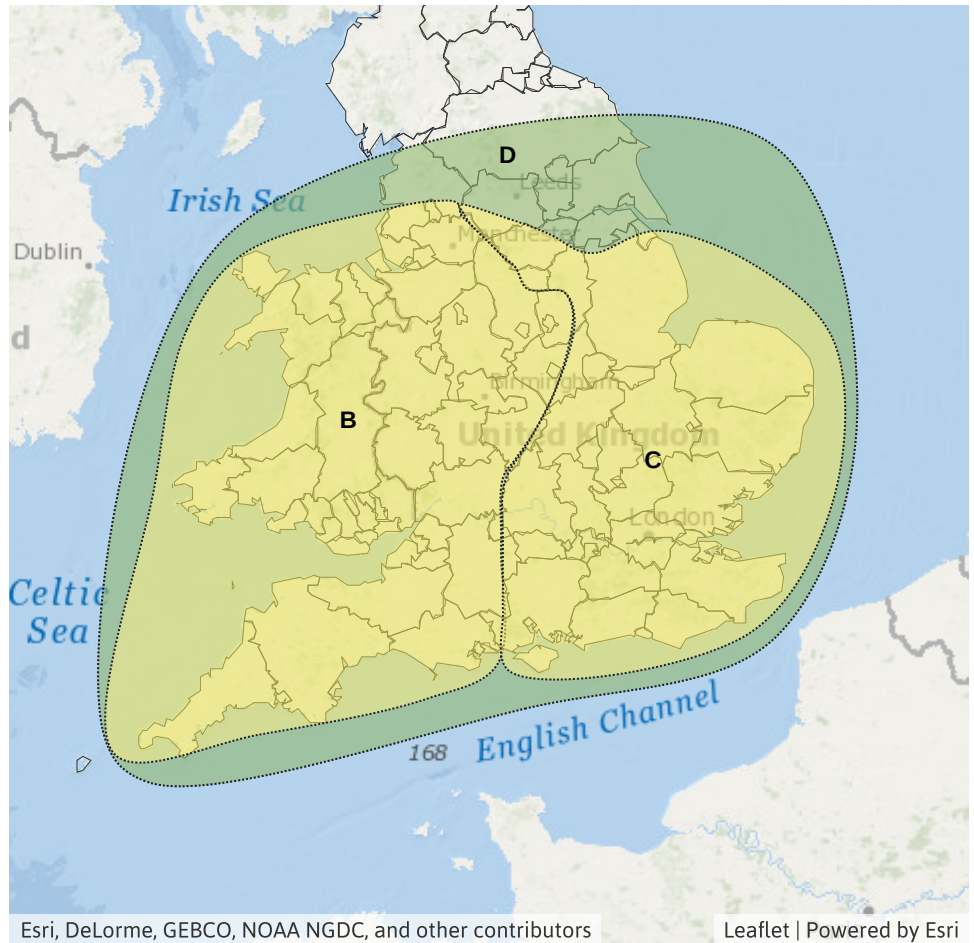 D
Leeds
Irish Sea
Manchester
Dublin
d
Birmingham
B
United Kingdom
C
London
Celtic
Sea
English Channel
168
Esri, DeLorme, GEBCO, NOAA NGDC, and other contributors
Leaflet | Powered by Esri